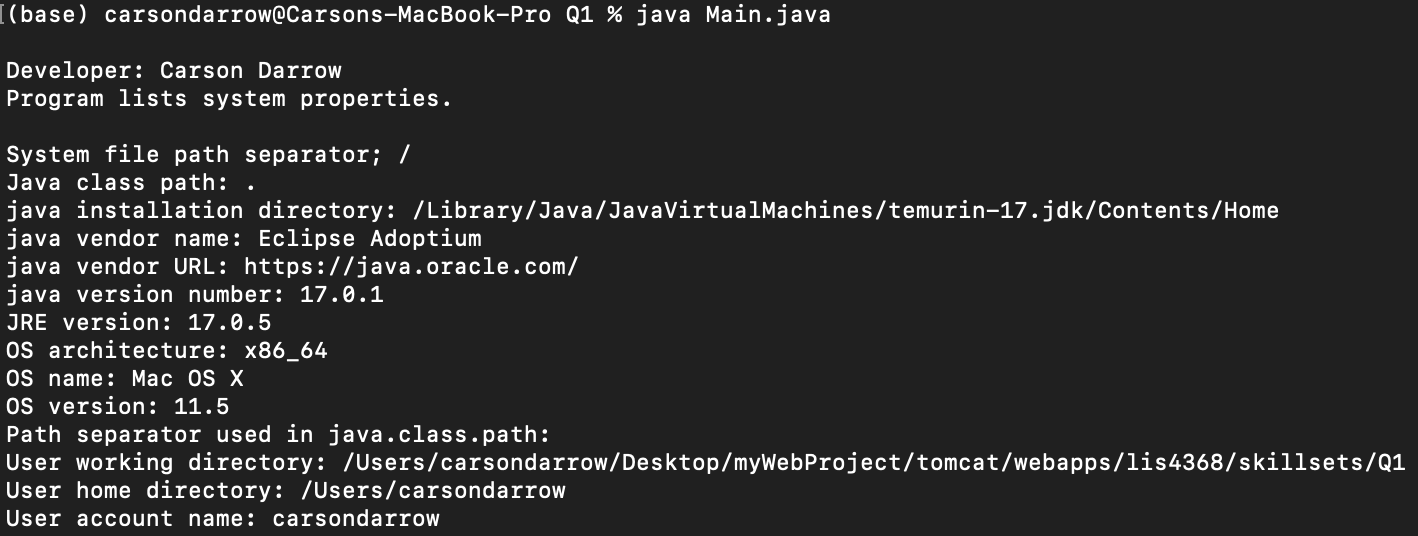 (base) carsondarrow@Carsons-MacBook-Pro Q1 % java Main.java
Developer: Carson Darrow
Program lists system properties.
System file path separator; /
Java class path: .
java installation directory: /Library/Java/JavaVirtualMachines/temurin-17.jdk/Contents/Home
java vendor name: Eclipse Adoptium
java vendor URL: https://java.oracle.com/
java version number: 17.0.1
JRE version: 17.0.5
OS architecture: x86_64
OS name: Mac OS X
OS version: 11.5
Path separator used in java.class.path:
User working directory: /Users/carsondarrow/Desktop/myWebProject/tomcat/webapps/lis4368/skillsets/Q1
User home directory: /Users/carsondarrow
User account name: carsondarrow